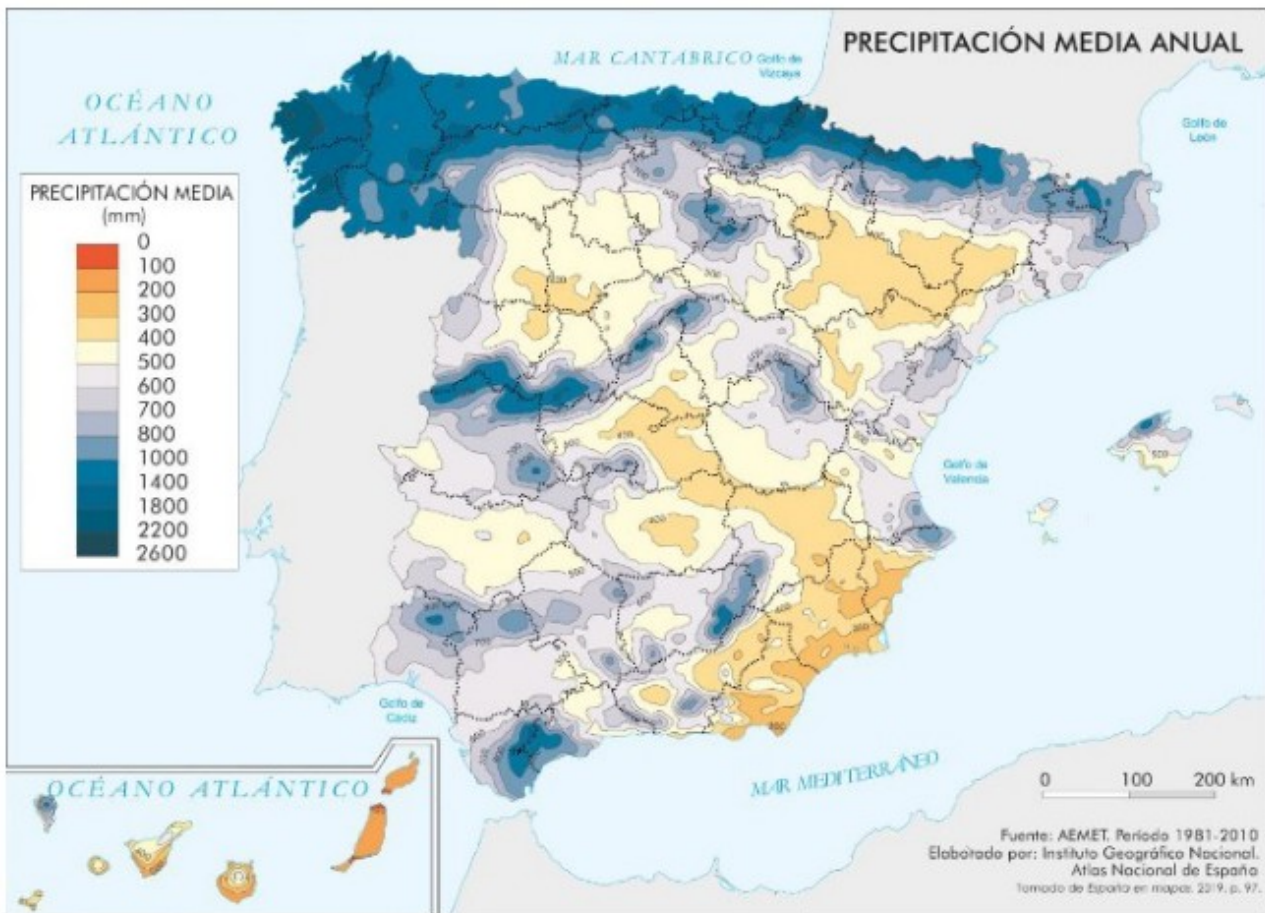 PRECIPITACIÓN MEDIA ANUAL
MAR CANTÁBRICO
Golfo de
Vizcaya
OCÉANO
ATLÁNTICO
Golfo de
León
PRECIPITACIÓN MEDIA
(mm)
0
100
200
300
400
500
600
700
800
1000
1400
1800
2200
2600
Golfo de
Valencia
500
Golfo de
Cádiz
MAR MEDITERRÁNEO
OCÉANO ATLÁNTICO
0 100 200 km
Fuente: AEMET. Periodo 1981-2010
Elaborado por: Instituto Geográfico Nacional.
Atlas Nacional de España
Tomado de España en mapas. 2019. p. 97.